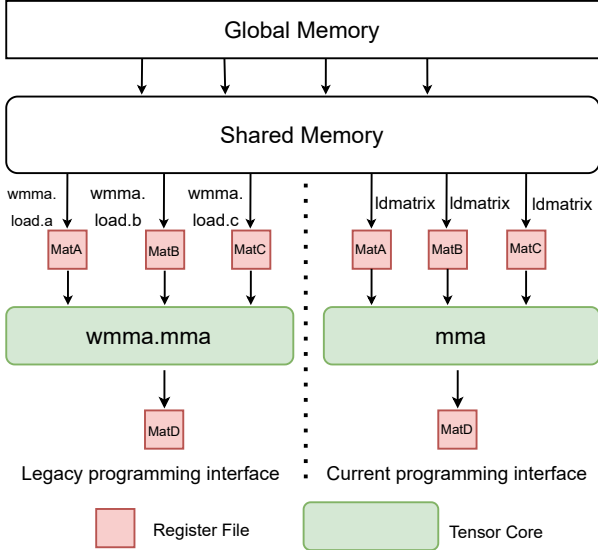 Global Memory
Shared Memory
wmma.
load.a
wmma.
load.b
wmma.
load.c
ldmatrix
ldmatrix
ldmatrix
MatA
MatB
MatC
MatA
MatB
MatC
wmma.mma
mma
MatD
MatD
Legacy programming interface
Current programming interface
Register File
Tensor Core